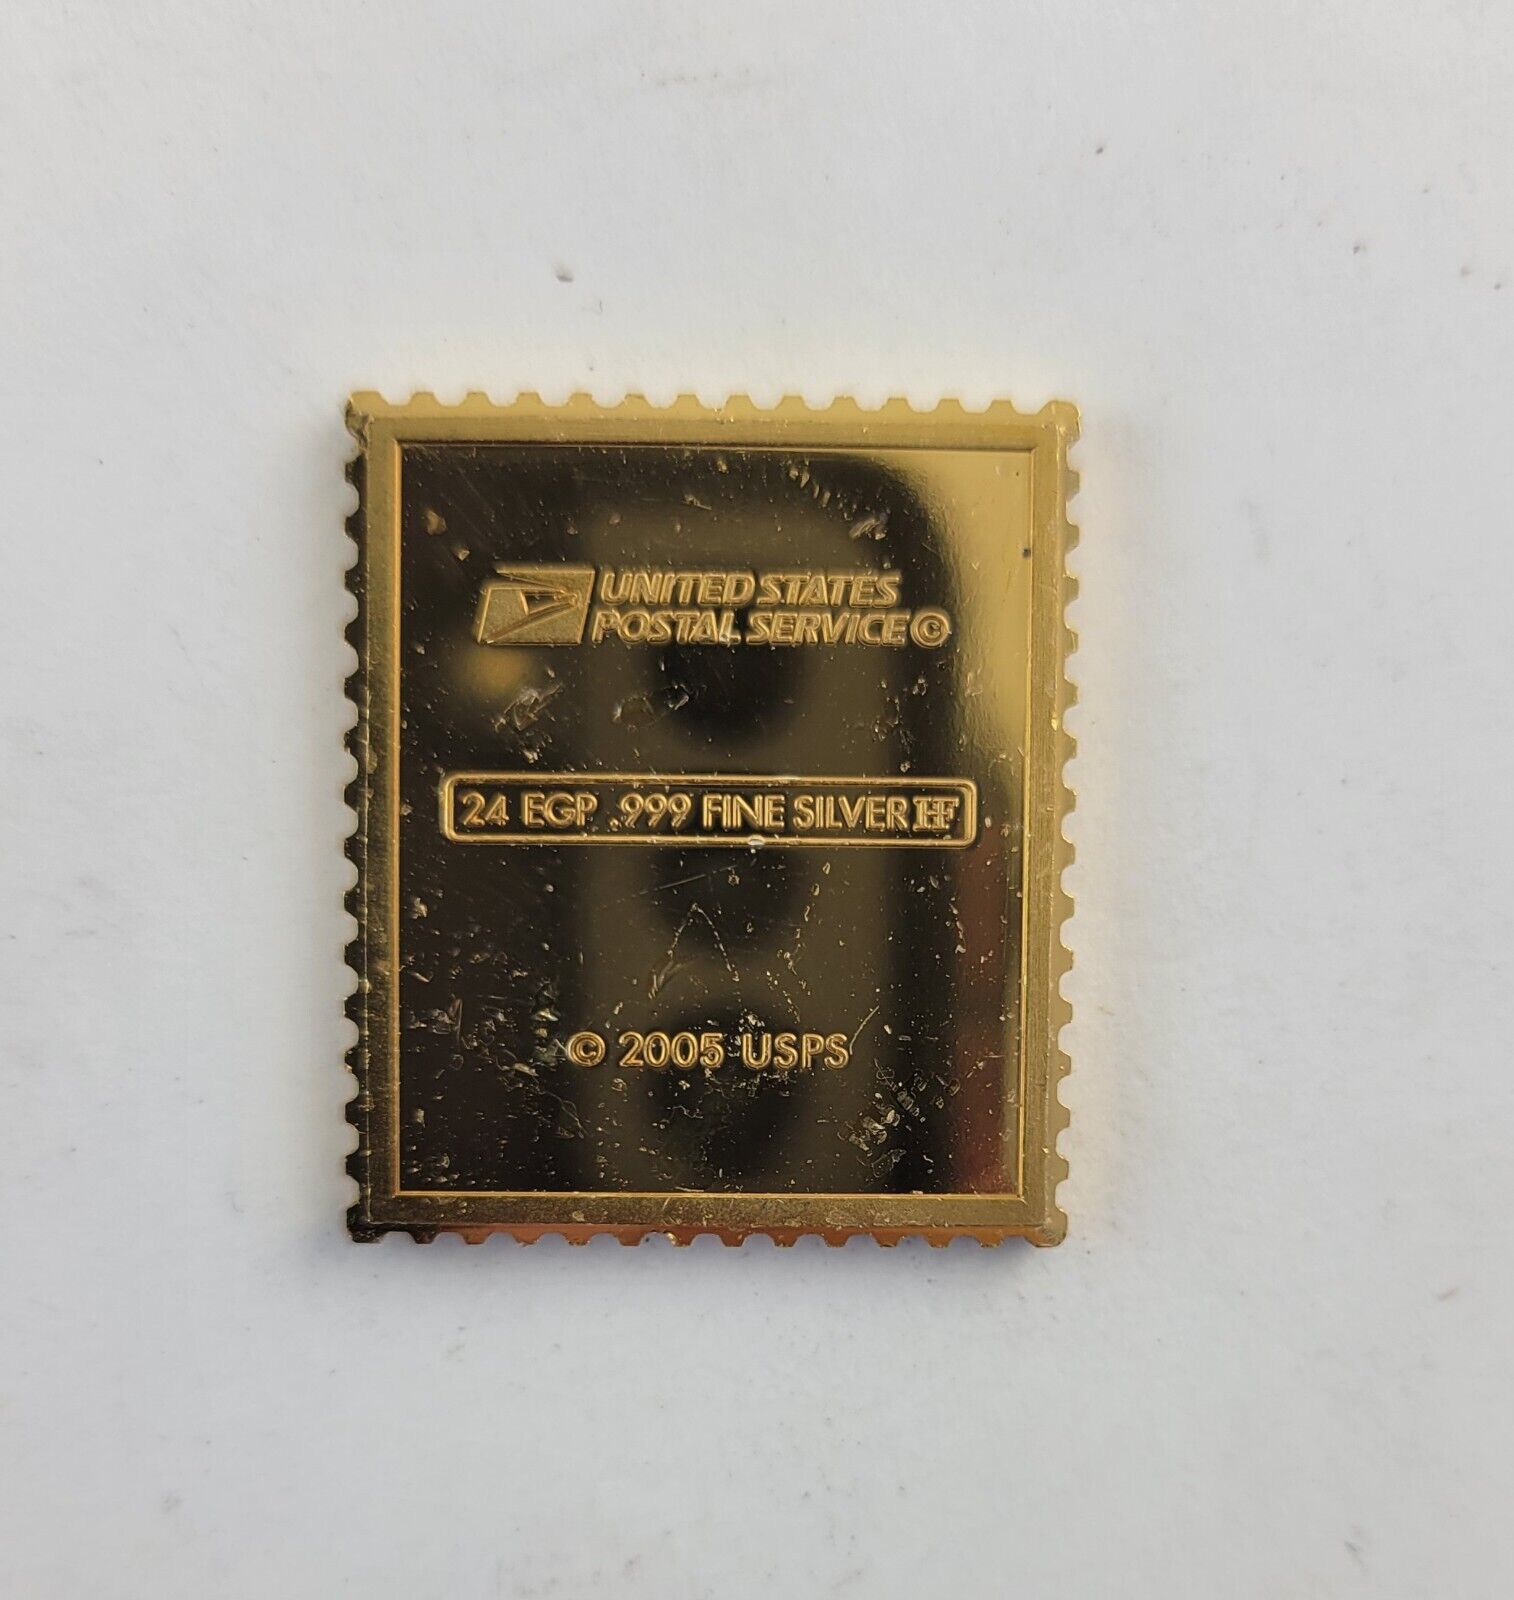 UNITED STATES
POSTAL SERVICE ©
24 EGP .999 FINE SILVER HF
© 2005 USPS